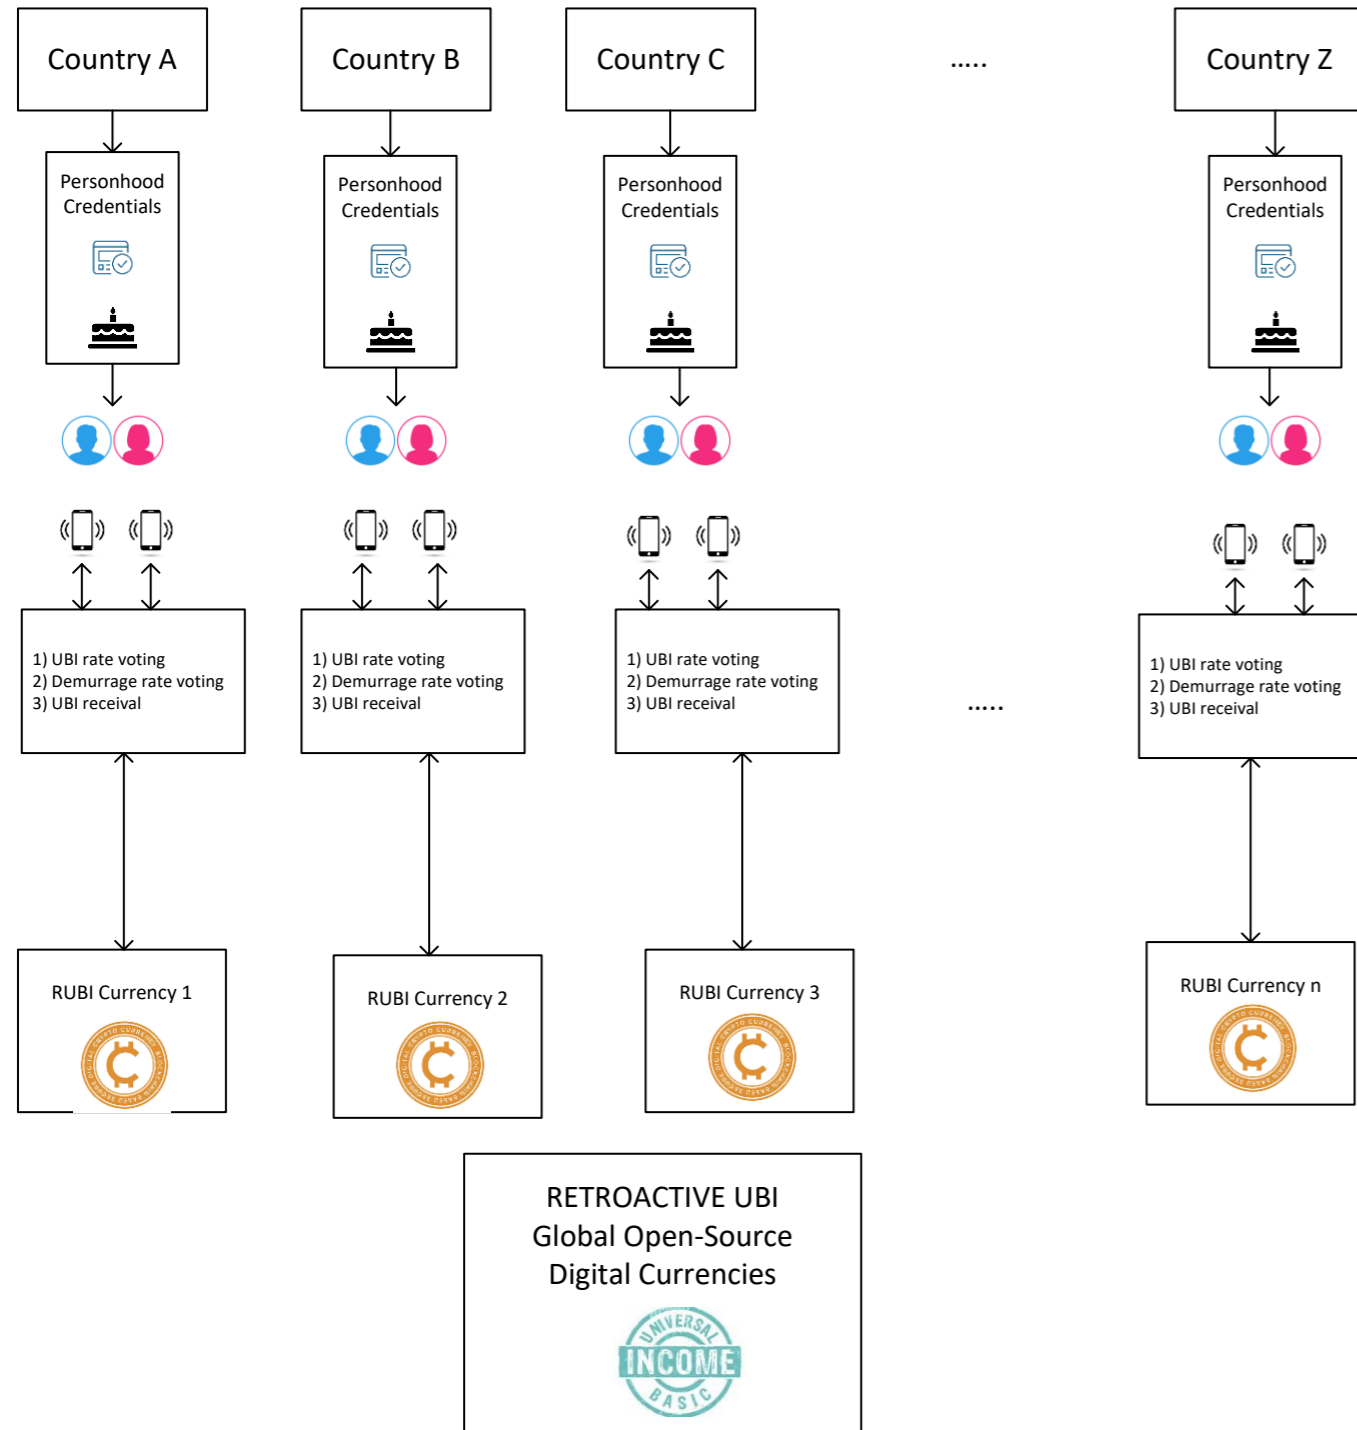 Country A
Country B
Country C
.....
Country Z
Personhood
Credentials
Personhood
Credentials
Personhood
Credentials
Personhood
Credentials
1) UBI rate voting
2) Demurrage rate voting
3) UBI receival
1) UBI rate voting
2) Demurrage rate voting
3) UBI receival
1) UBI rate voting
2) Demurrage rate voting
3) UBI receival
.....
1) UBI rate voting
2) Demurrage rate voting
3) UBI receival
RUBI Currency 1
RUBI Currency 2
RUBI Currency 3
RUBI Currency n
RETROACTIVE UBI
Global Open-Source
Digital Currencies
UNIVERSAL
INCOME
BASIC